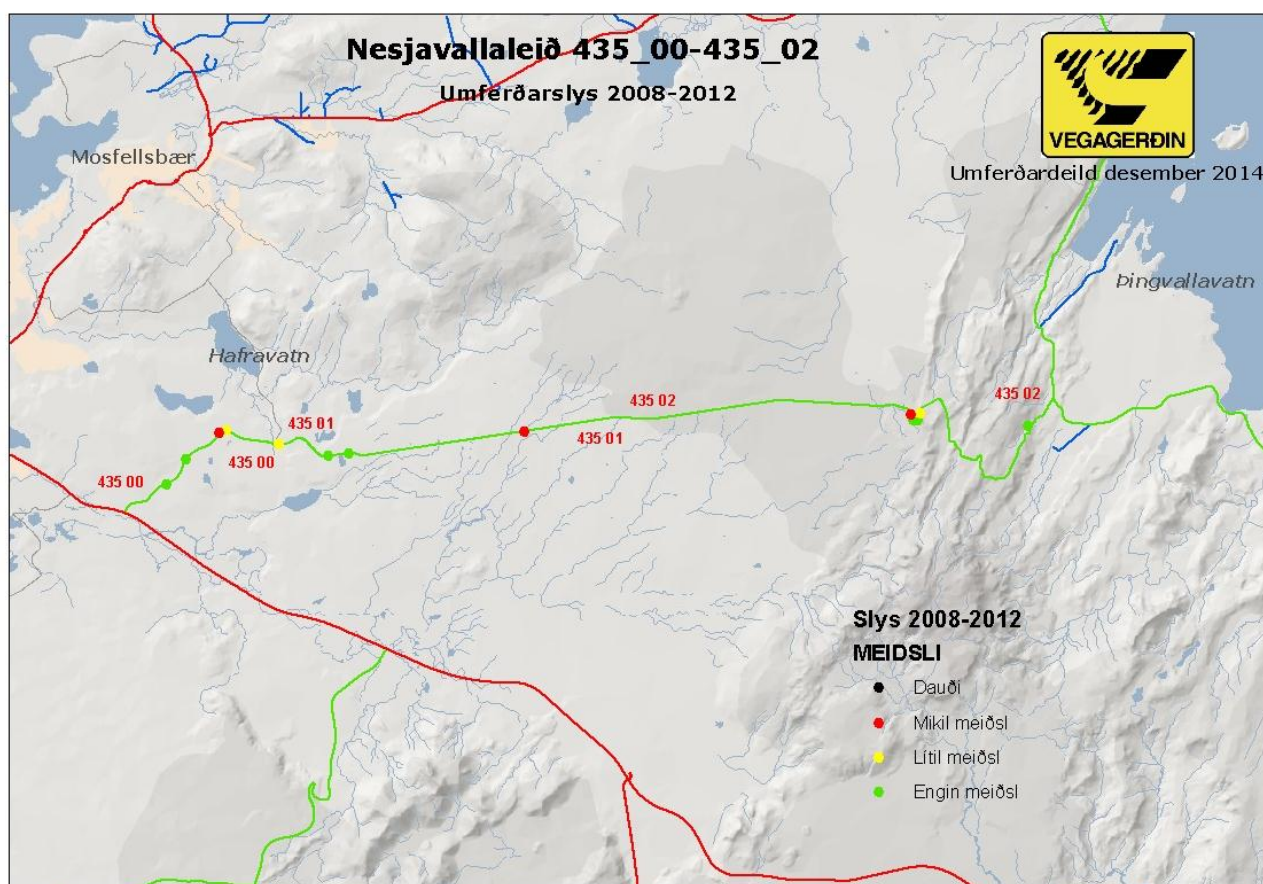 Nesjavallaleið 435_00-435_02
Umferðarslys 2008-2012
VEGAGERÐIN
Umferðardeild desember 2014
Mosfellsbær
Þingvallavatn
Hafravatn
435 02
435 02
435 01
435 01
435 00
435 00
Slys 2008-2012
MEIDSLI
Dauði
Mikil meiðsl
Lítil meiðsl
Engin meiðsl